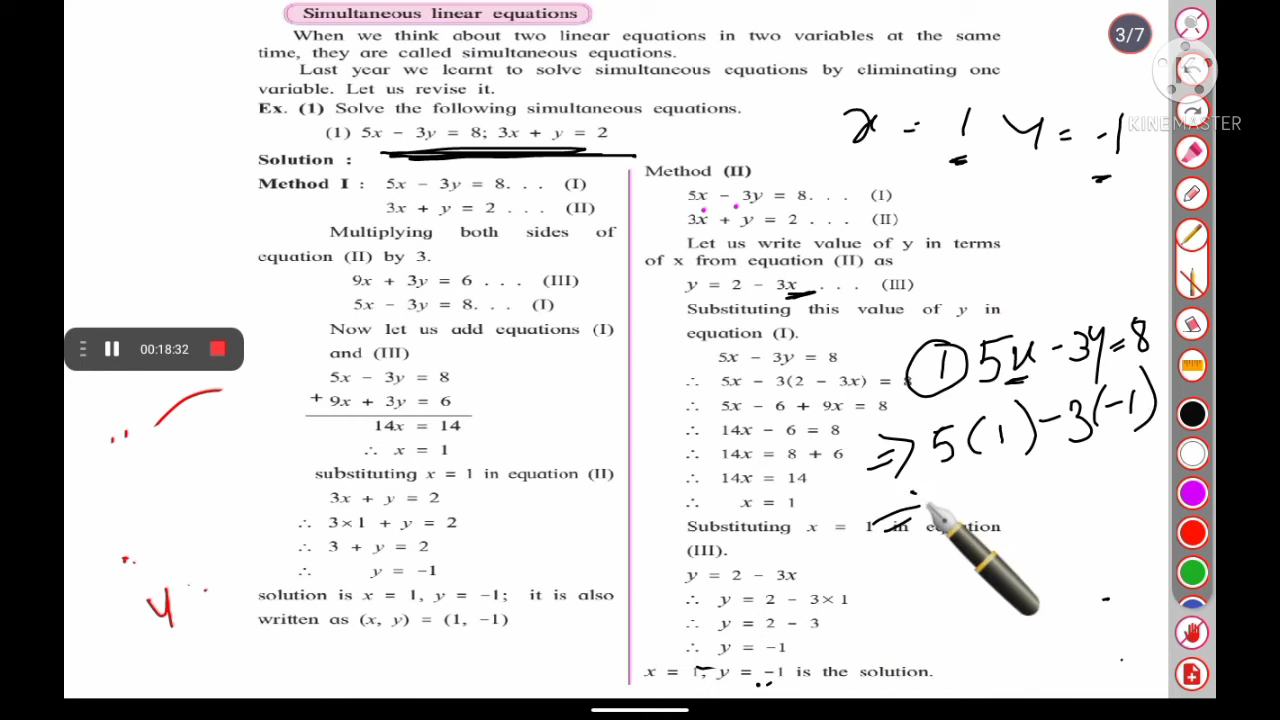 Simultaneous linear equations
When we think about two linear equations in two variables at the same
time, they are called simultaneous equations.
Last year we learnt to solve simultaneous equations by eliminating one
variable. Let us revise it.
Ex. (1) Solve the following simultaneous equations.
(1) 5x - 3y = 8; 3x + y = 2
Solution :
Method I : 5x - 3y = 8. . . (I)
3x + y = 2 . . . (II)
Multiplying both sides of
equation (II) by 3.
9x + 3y = 6 . . . (III)
5x - 3y = 8. . . (I)
Now let us add equations (I)
and (III)
5x - 3y = 8
+ 9x + 3y = 6
14x = 14
∴ x = 1
substituting x = 1 in equation (II)
3x + y = 2
∴ 3×1 + y = 2
∴ 3 + y = 2
∴ y = -1
solution is x = 1, y = -1; it is also
written as (x, y) = (1, -1)
Method (II)
5x - 3y = 8. . . (I)
3x + y = 2 . . . (II)
Let us write value of y in terms
of x from equation (II) as
y = 2 - 3x . . . (III)
Substituting this value of y in
equation (I).
5x - 3y = 8
∴ 5x - 3(2 - 3x) = 8
∴ 5x - 6 + 9x = 8
∴ 14x - 6 = 8
∴ 14x = 8 + 6
∴ 14x = 14
∴ x = 1
Substituting x = 1 in equation
(III).
y = 2 - 3x
∴ y = 2 - 3×1
∴ y = 2 - 3
∴ y = -1
x = 1, y = -1 is the solution.
x = 1 y = -1
① 5x - 3y = 8
⇒ 5(1) - 3(-1)
y
3/7
KINEMASTER
00:18:32